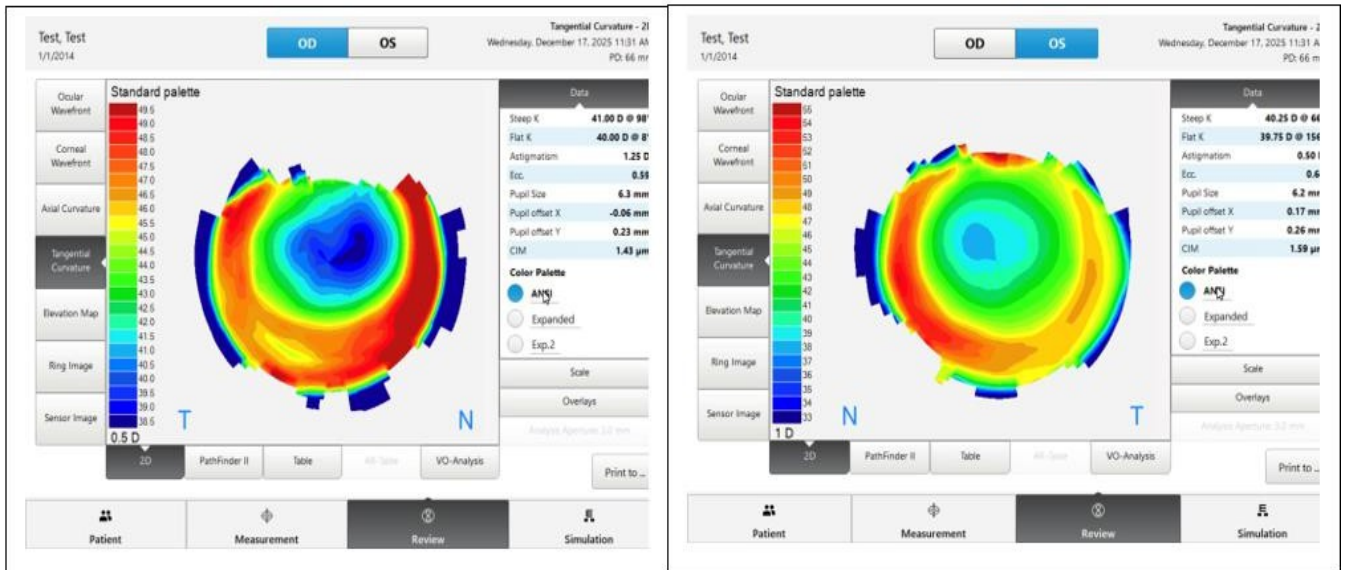 Test, Test
1/1/2014
OD
OS
Tangential Curvature - 2
Wednesday, December 17, 2025 11:31 AM
PD: 66 mr
Ocular
Wavefront
Corneal
Wavefront
Axial Curvature
Tangential
Curvature
Elevation Map
Ring Image
Sensor Image
Standard palette
49.5
49.0
48.5
48.0
47.5
47.0
46.5
46.0
45.5
45.0
44.5
44.0
43.5
43.0
42.5
42.0
41.5
41.0
40.5
40.0
39.5
39.0
38.5
0.5 D
T
N
Data
Steep K 41.00 D @ 98°
Flat K 40.00 D @ 8°
Astigmatism 1.25 D
Ecc. 0.59
Pupil Size 6.3 mm
Pupil offset X -0.06 mm
Pupil offset Y 0.23 mm
CIM 1.43 µm
Color Palette
ANSI
Expanded
Exp.2
Scale
Overlays
Analysis Aperture: 3.0 mm
2D
PathFinder II
Table
AR-Table
VO-Analysis
Print to ...
Patient
Measurement
Review
Simulation
Test, Test
1/1/2014
OD
OS
Tangential Curvature - 2
Wednesday, December 17, 2025 11:31 A
PD: 66 m
Ocular
Wavefront
Corneal
Wavefront
Axial Curvature
Tangential
Curvature
Elevation Map
Ring Image
Sensor Image
Standard palette
55
54
53
52
51
50
49
48
47
46
45
44
43
42
41
40
39
38
37
36
35
34
33
1 D
N
T
Data
Steep K 40.25 D @ 66
Flat K 39.75 D @ 156
Astigmatism 0.50
Ecc. 0.6
Pupil Size 6.2 mm
Pupil offset X 0.17 mm
Pupil offset Y 0.26 mm
CIM 1.59 µm
Color Palette
ANSI
Expanded
Exp.2
Scale
Overlays
Analysis Aperture: 3.0 mm
2D
PathFinder II
Table
AR-Table
VO-Analysis
Print to ...
Patient
Measurement
Review
Simulation